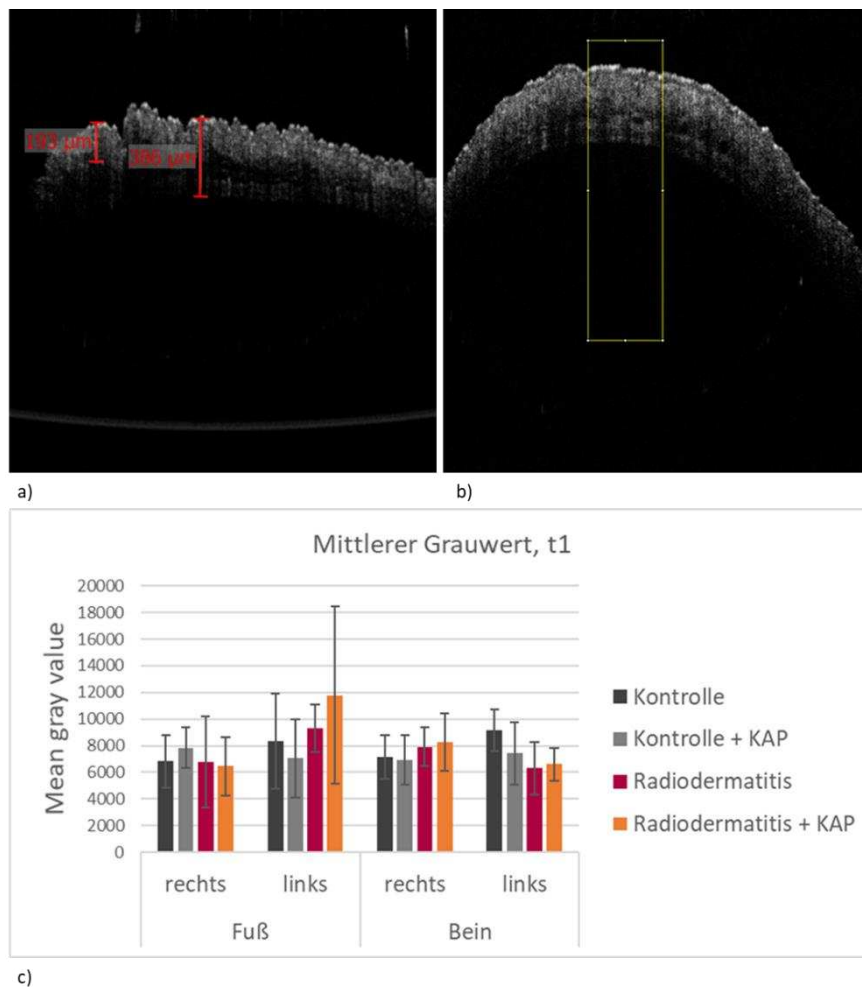 193 µm
386 µm
a)
b)
Mittlerer Grauwert, t1
Mean gray value
20000
18000
16000
14000
12000
10000
8000
6000
4000
2000
0
rechts
links
rechts
links
Fuß
Bein
Kontrolle
Kontrolle + KAP
Radiodermatitis
Radiodermatitis + KAP
c)